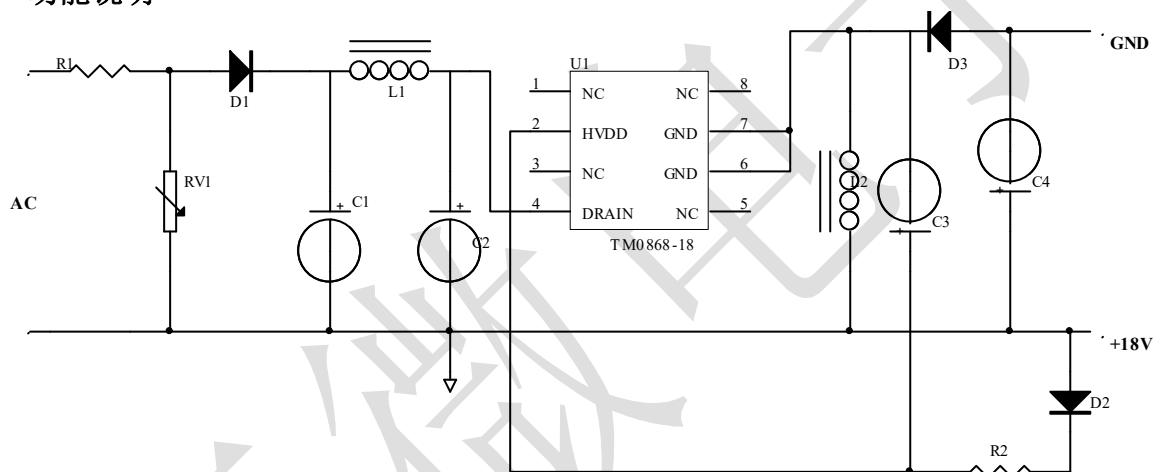 功能说明
R1
D1
L1
RV1
AC
C1
C2
U1
1 NC NC 8
2 HVDD GND 7
3 NC GND 6
4 DRAIN NC 5
TM0868-18
L2
C3
D3
C4
GND
+18V
D2
R2